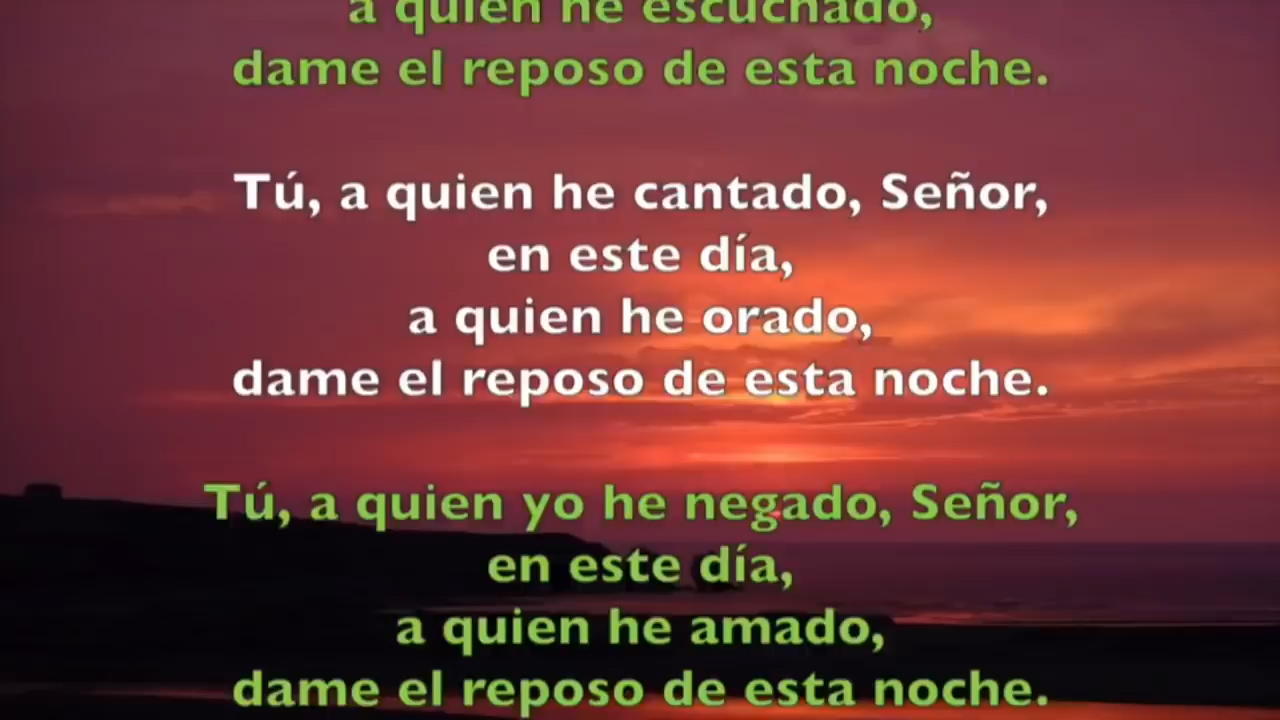 a quien he escuchado,
dame el reposo de esta noche.
Tú, a quien he cantado, Señor,
en este día,
a quien he orado,
dame el reposo de esta noche.
Tú, a quien yo he negado, Señor,
en este día,
a quien he amado,
dame el reposo de esta noche.